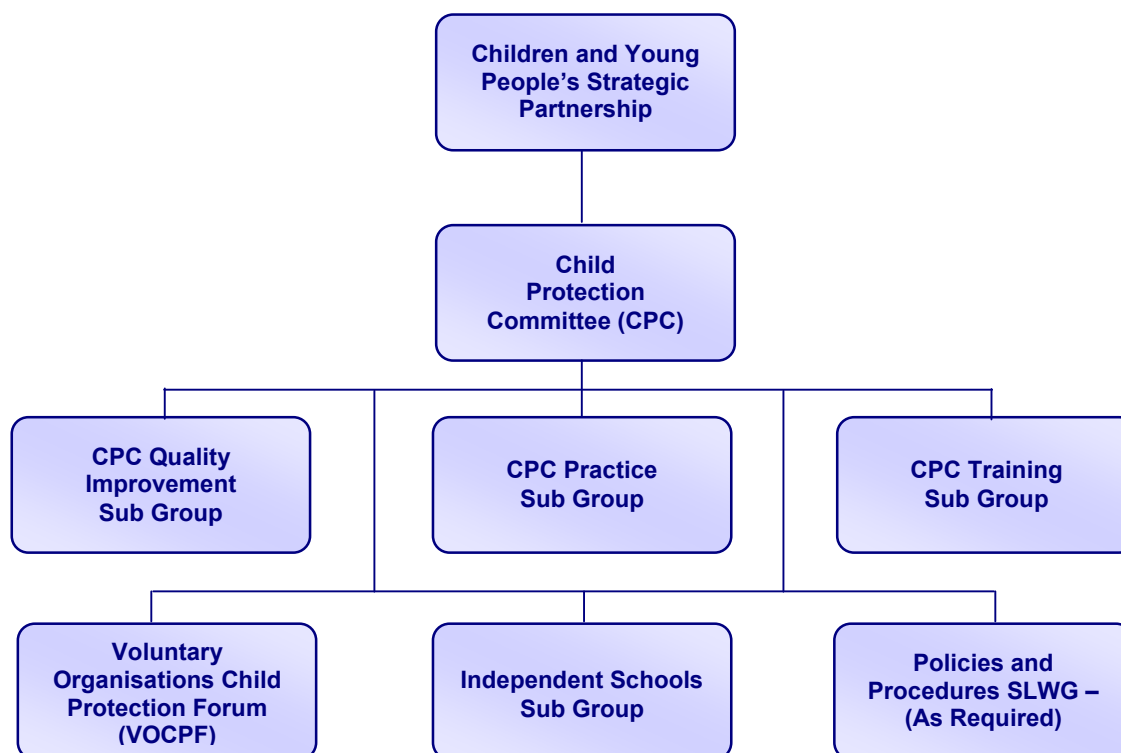 Children and Young
People's Strategic
Partnership
Child
Protection
Committee (CPC)
CPC Quality
Improvement
Sub Group
CPC Practice
Sub Group
CPC Training
Sub Group
Voluntary
Organisations Child
Protection Forum
(VOCPF)
Independent Schools
Sub Group
Policies and
Procedures SLWG –
(As Required)